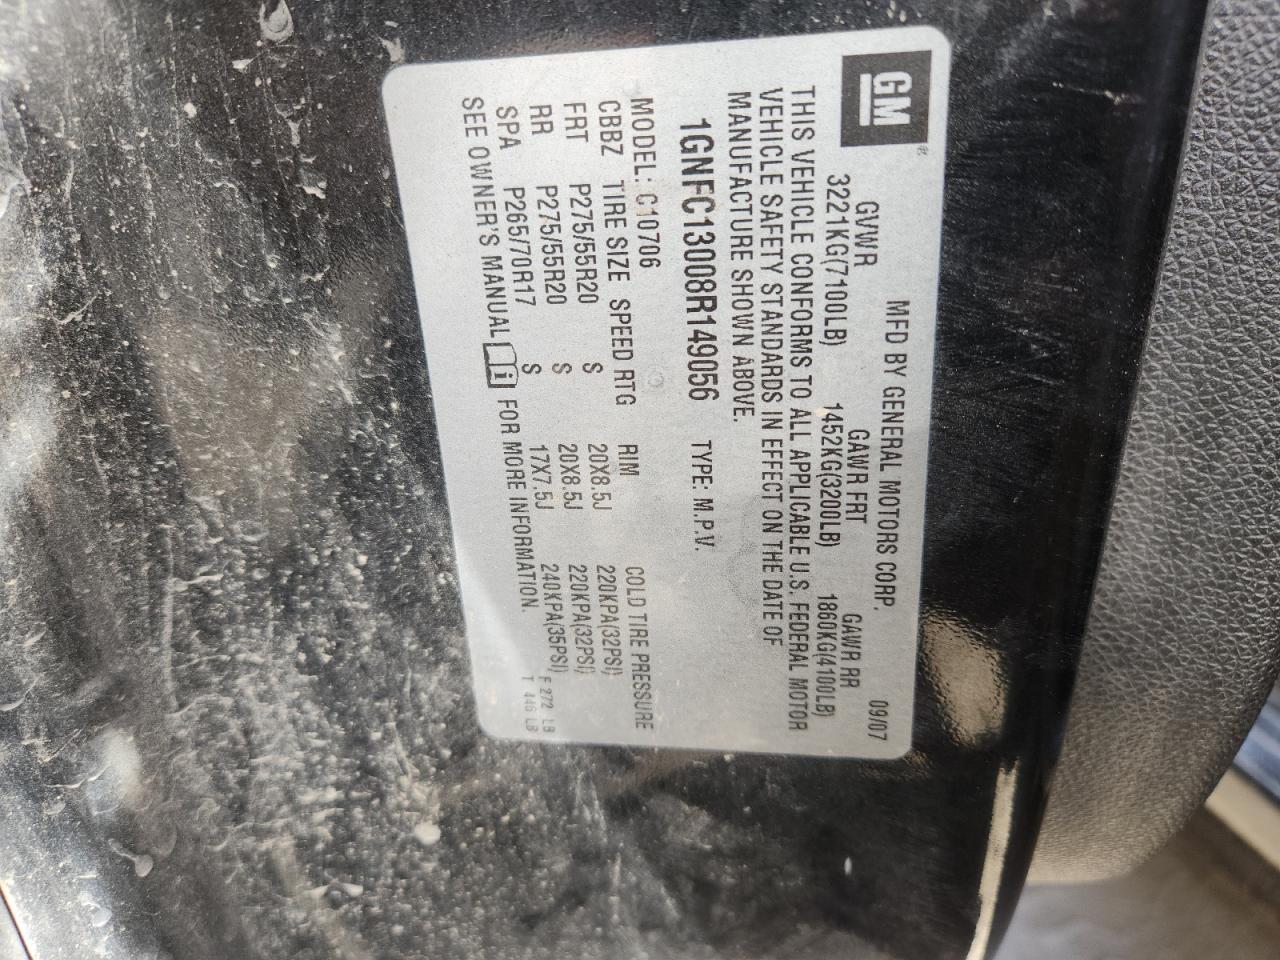 GM®
MFD BY GENERAL MOTORS CORP. 09/07
GVWR GAWR FRT GAWR RR
3221KG(7100LB) 1452KG(3200LB) 1860KG(4100LB)
THIS VEHICLE CONFORMS TO ALL APPLICABLE U.S. FEDERAL MOTOR
VEHICLE SAFETY STANDARDS IN EFFECT ON THE DATE OF
MANUFACTURE SHOWN ABOVE.
1GNFC13008R149056 TYPE: M.P.V.
MODEL: C10706
CBBZ TIRE SIZE SPEED RTG RIM COLD TIRE PRESSURE
FRT P275/55R20 S 20X8.5J 220KPA(32PSI)
RR P275/55R20 S 20X8.5J 220KPA(32PSI)
SPA P265/70R17 S 17X7.5J 240KPA(35PSI) F 272 LB
SEE OWNER'S MANUAL i FOR MORE INFORMATION. T 446 LB